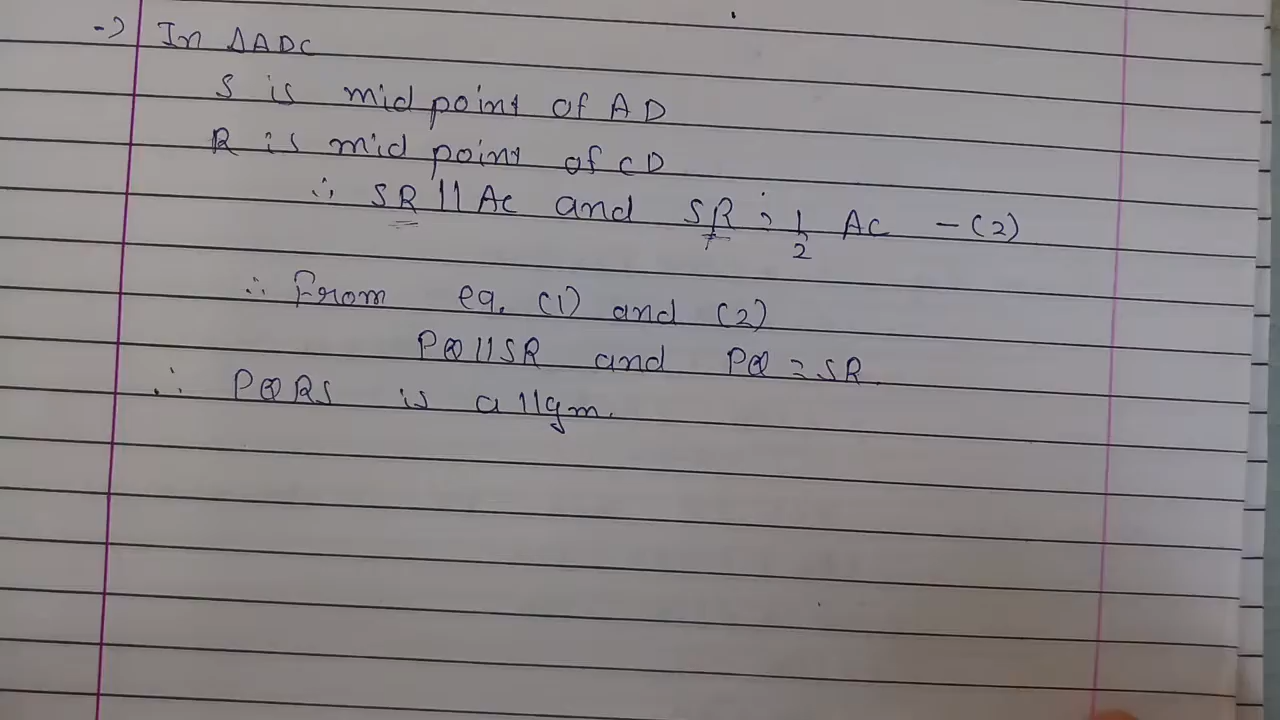 → In ΔADC
S is mid point of AD
R is mid point of CD
∴ SR || AC and SR = 1/2 AC - (2)
∴ From eq. (1) and (2)
PQ || SR and PQ = SR.
∴ PQRS is a ||gm.